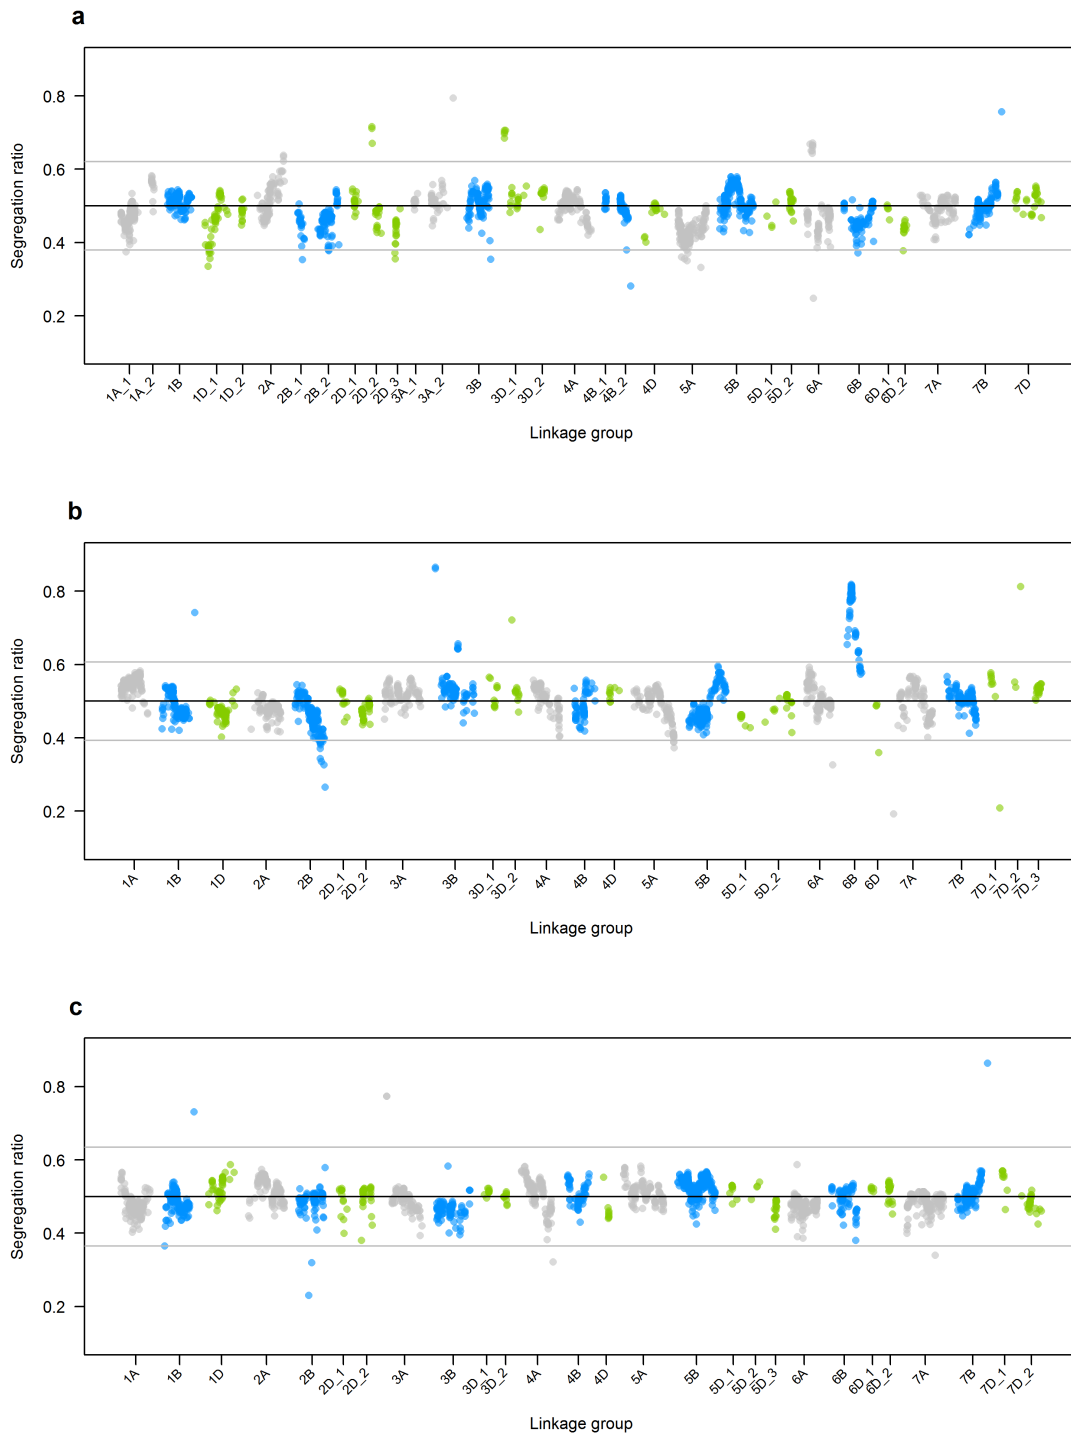 a
0.8
0.6
0.4
0.2
Segregation ratio
1A_1 1A_2 1B 1D_1 1D_2 2A 2B_1 2B_2 2D_1 2D_2 2D_3 3A_1 3A_2 3B 3D_1 3D_2 4A 4B_1 4B_2 4D 5A 5B 5D_1 5D_2 6A 6B 6D_1 6D_2 7A 7B 7D
Linkage group
b
0.8
0.6
0.4
0.2
Segregation ratio
1A 1B 1D 2A 2B 2D_1 2D_2 3A 3B 3D_1 3D_2 4A 4B 4D 5A 5B 5D_1 5D_2 6A 6B 6D 7A 7B 7D_1 7D_2 7D_3
Linkage group
c
0.8
0.6
0.4
0.2
Segregation ratio
1A 1B 1D 2A 2B 2D_1 2D_2 3A 3B 3D_1 3D_2 4A 4B 4D 5A 5B 5D_1 5D_2 5D_3 6A 6B 6D_1 6D_2 7A 7B 7D_1 7D_2
Linkage group